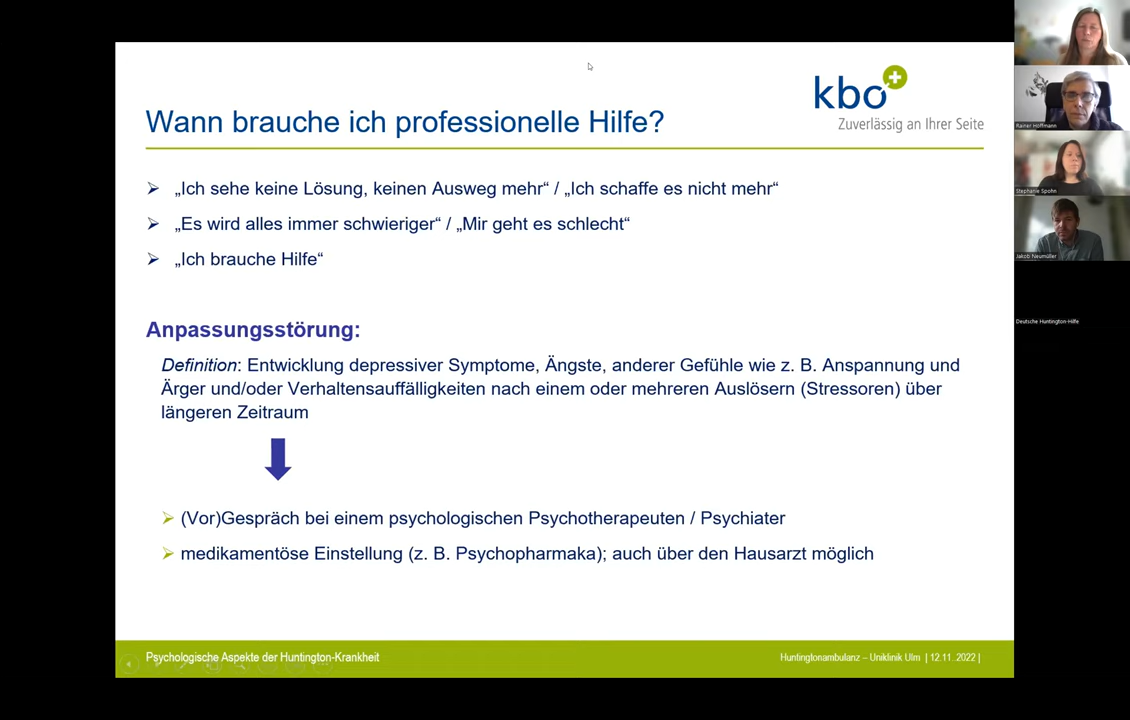 kbo
Zuverlässig an Ihrer Seite
Wann brauche ich professionelle Hilfe?
„Ich sehe keine Lösung, keinen Ausweg mehr“ / „Ich schaffe es nicht mehr“
„Es wird alles immer schwieriger“ / „Mir geht es schlecht“
„Ich brauche Hilfe“
Anpassungsstörung:
Definition: Entwicklung depressiver Symptome, Ängste, anderer Gefühle wie z. B. Anspannung und
Ärger und/oder Verhaltensauffälligkeiten nach einem oder mehreren Auslösern (Stressoren) über
längeren Zeitraum
(Vor)Gespräch bei einem psychologischen Psychotherapeuten / Psychiater
medikamentöse Einstellung (z. B. Psychopharmaka); auch über den Hausarzt möglich
Psychologische Aspekte der Huntington-Krankheit
Huntingtonambulanz – Uniklinik Ulm | 12.11. 2022 |
Rainer Hoffmann
Stephanie Spohn
Jakob Neumüller
Deutsche Huntington-Hilfe